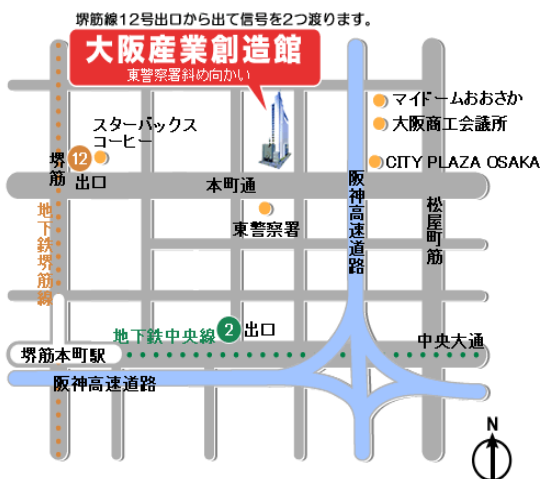 堺筋線12号出口から出て信号を2つ渡ります。
大阪産業創造館
東警察署斜め向かい
マイドームおおさか
大阪商工会議所
スターバックス
コーヒー
堺筋
12
出口
CITY PLAZA OSAKA
本町通
阪神高速道路
松屋町筋
地下鉄堺筋線
東警察署
地下鉄中央線
2
出口
堺筋本町駅
中央大通
阪神高速道路
N